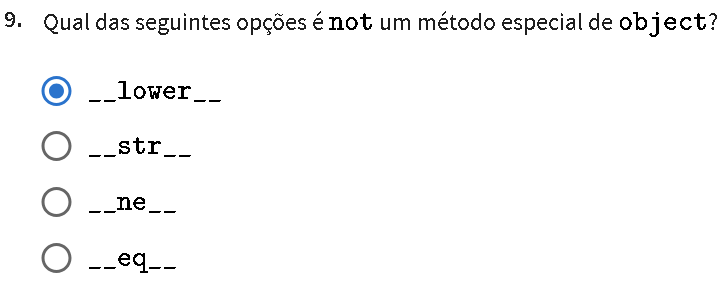 9. Qual das seguintes opções é not um método especial de object?
__lower__
__str__
__ne__
__eq__